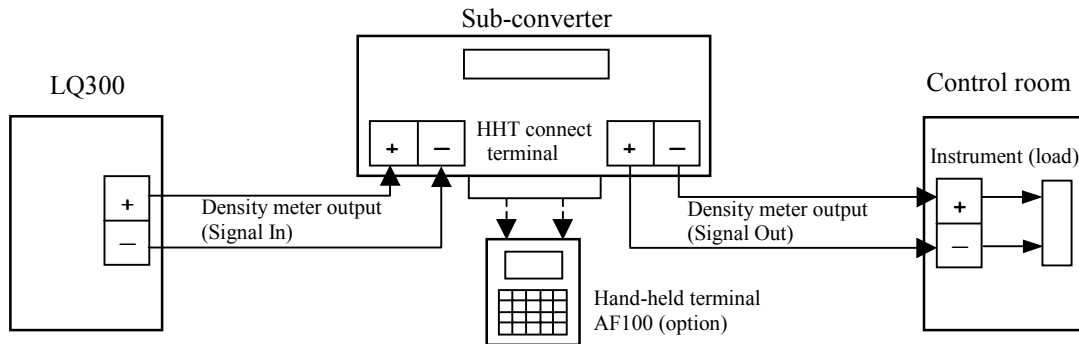 Sub-converter
LQ300
Control room
+ −
HHT connect
terminal
+ −
Instrument (load)
+
−
Density meter output
(Signal In)
Density meter output
(Signal Out)
+
−
Hand-held terminal
AF100 (option)